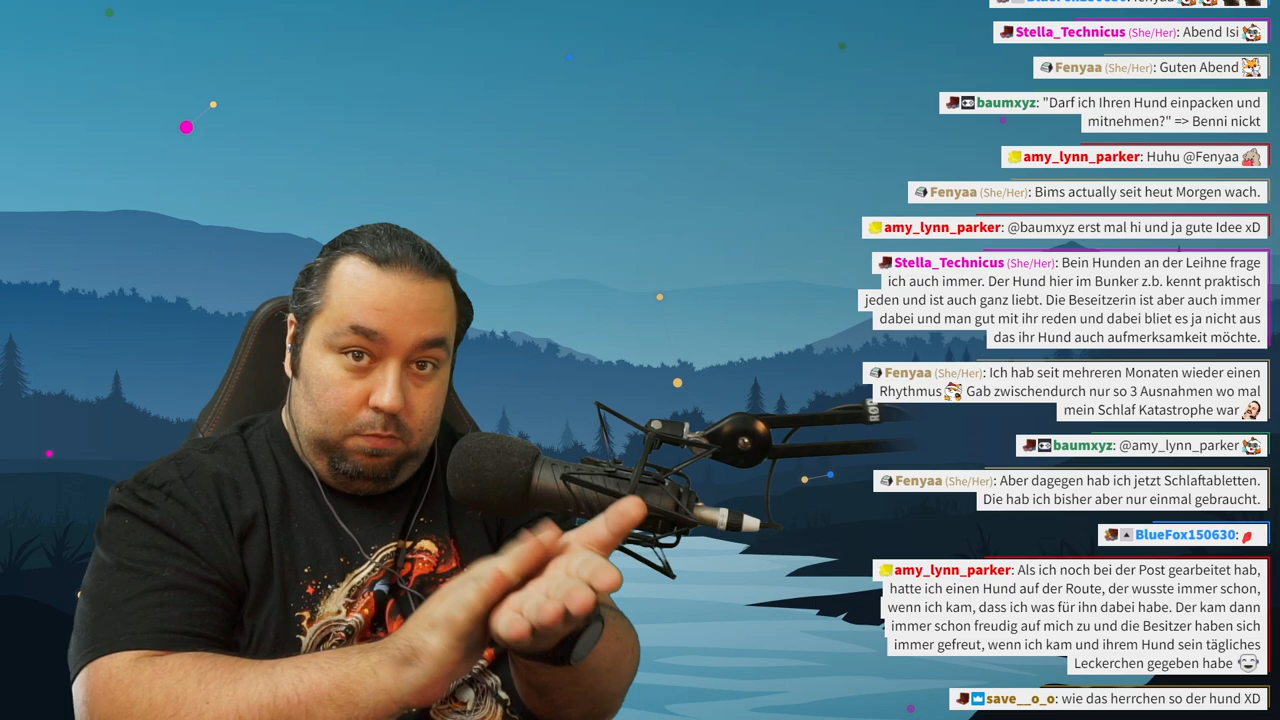 Stella_Technicus (She/Her): Abend Isi
Fenyaa (She/Her): Guten Abend
baumxyz: "Darf ich Ihren Hund einpacken und
mitnehmen?" => Benni nickt
amy_lynn_parker: Huhu @Fenyaa
Fenyaa (She/Her): Bims actually seit heut Morgen wach.
amy_lynn_parker: @baumxyz erst mal hi und ja gute Idee xD
Stella_Technicus (She/Her): Bein Hunden an der Leihne frage
ich auch immer. Der Hund hier im Bunker z.b. kennt praktisch
jeden und ist auch ganz liebt. Die Beseitzerin ist aber auch immer
dabei und man gut mit ihr reden und dabei bliet es ja nicht aus
das ihr Hund auch aufmerksamkeit möchte.
Fenyaa (She/Her): Ich hab seit mehreren Monaten wieder einen
Rhythmus Gab zwischendurch nur so 3 Ausnahmen wo mal
mein Schlaf Katastrophe war
baumxyz: @amy_lynn_parker
Fenyaa (She/Her): Aber dagegen hab ich jetzt Schlaftabletten.
Die hab ich bisher aber nur einmal gebraucht.
BlueFox150630:
amy_lynn_parker: Als ich noch bei der Post gearbeitet hab,
hatte ich einen Hund auf der Route, der wusste immer schon,
wenn ich kam, dass ich was für ihn dabei habe. Der kam dann
immer schon freudig auf mich zu und die Besitzer haben sich
immer gefreut, wenn ich kam und ihrem Hund sein tägliches
Leckerchen gegeben habe
save__o_o: wie das herrchen so der hund XD